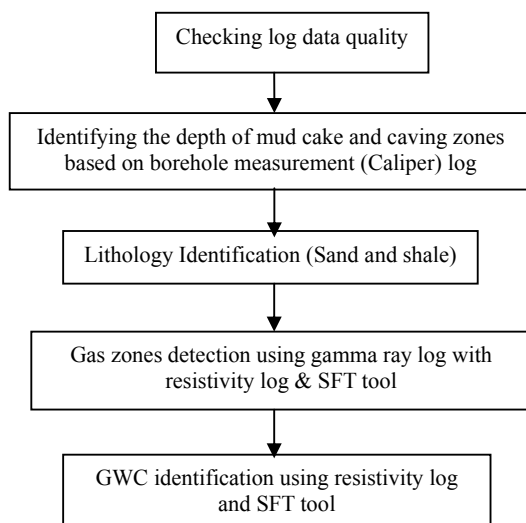 Checking log data quality
Identifying the depth of mud cake and caving zones
based on borehole measurement (Caliper) log
Lithology Identification (Sand and shale)
Gas zones detection using gamma ray log with
resistivity log & SFT tool
GWC identification using resistivity log
and SFT tool